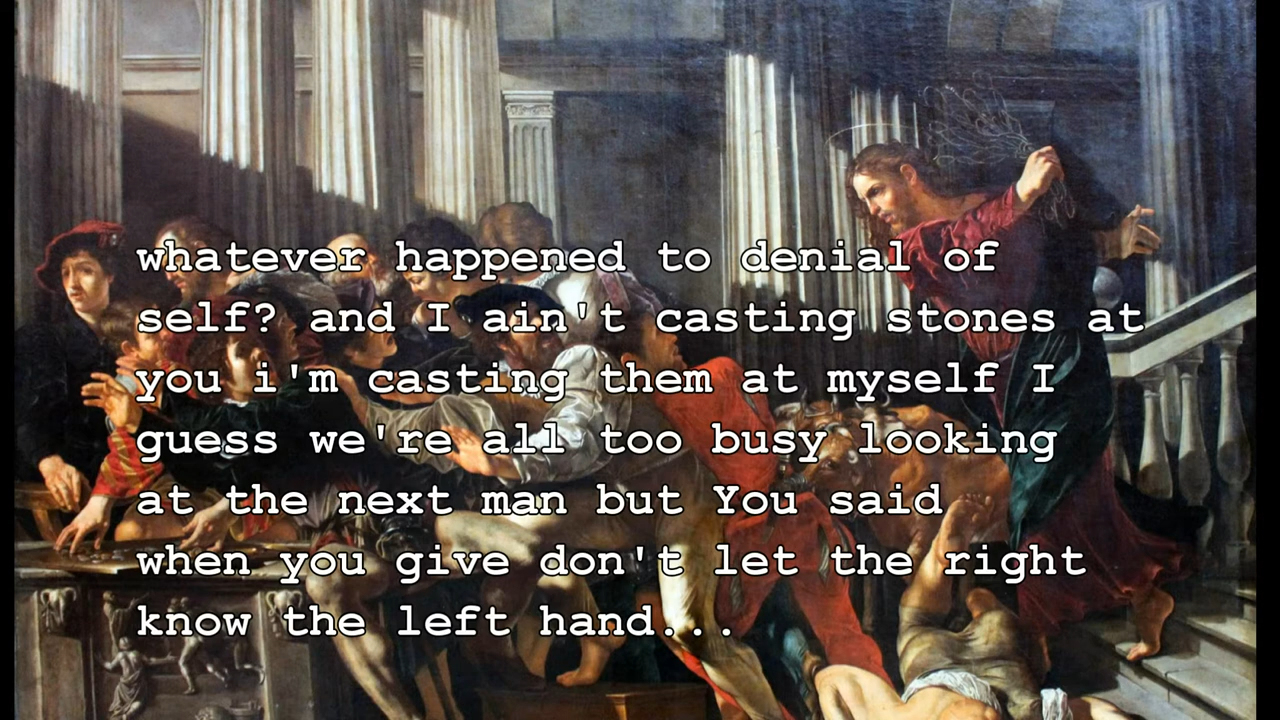 whatever happened to denial of
self? and I ain't casting stones at
you i'm casting them at myself I
guess we're all too busy looking
at the next man but You said
when you give don't let the right
know the left hand...